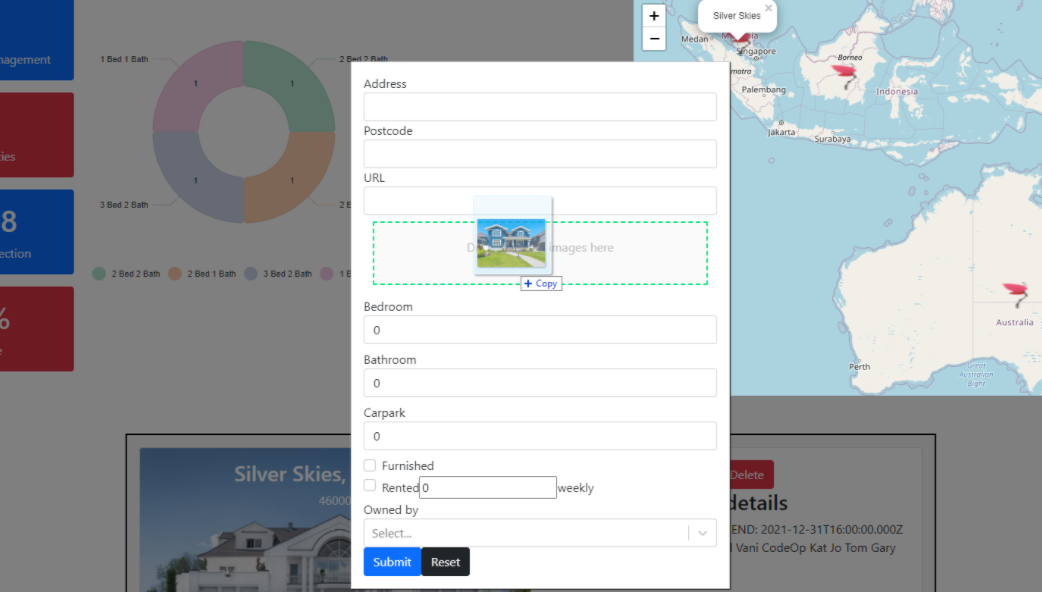 nagement
ies
8
ection
%
e
1 Bed 1 Bath
2 Bed 2 Bath
1
1
1
1
3 Bed 2 Bath
2 B
2 Bed 2 Bath
2 Bed 1 Bath
3 Bed 2 Bath
1 B
+
−
Silver Skies
×
Medan
Singapore
Borneo
matra
Palembang
Indonesia
Jakarta
Surabaya
Australia
Perth
Great
Australian
Bight
Address
Postcode
URL
D images here
+ Copy
Bedroom
0
Bathroom
0
Carpark
0
Furnished
Rented 0 weekly
Owned by
Select...
Submit
Reset
Silver Skies,
46000
Delete
details
END: 2021-12-31T16:00:00.000Z
l Vani CodeOp Kat Jo Tom Gary